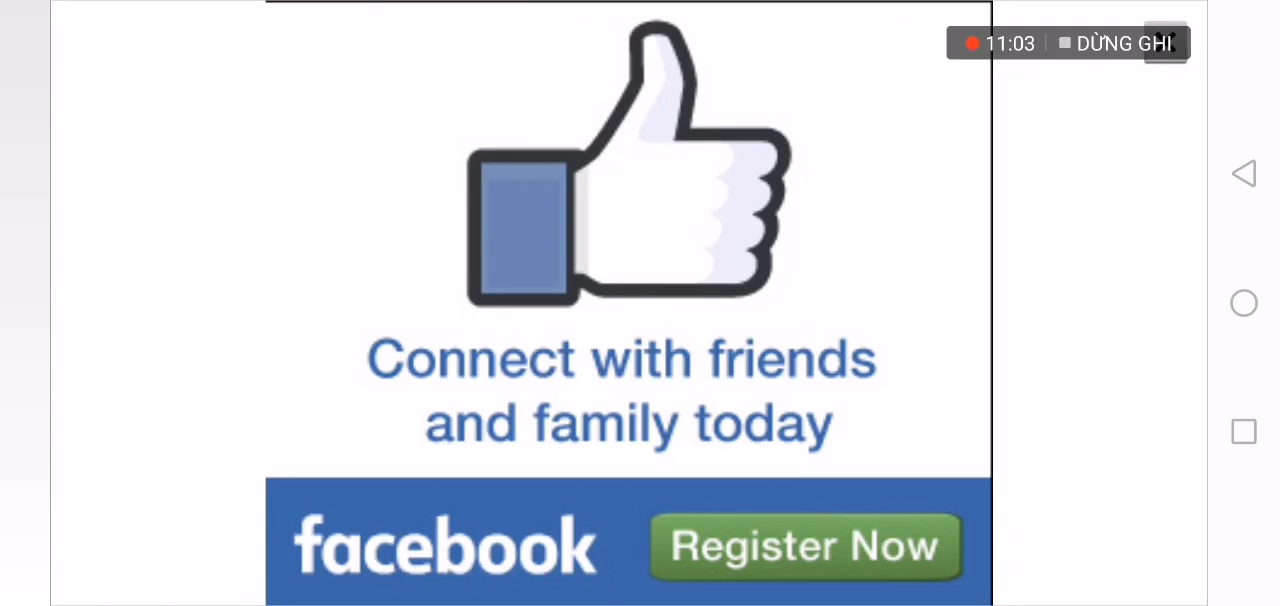 11:03 DỪNG GHI
Connect with friends
and family today
facebook Register Now